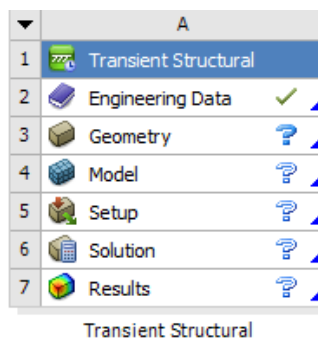 A
1 Transient Structural
2 Engineering Data
3 Geometry
4 Model
5 Setup
6 Solution
7 Results
Transient Structural